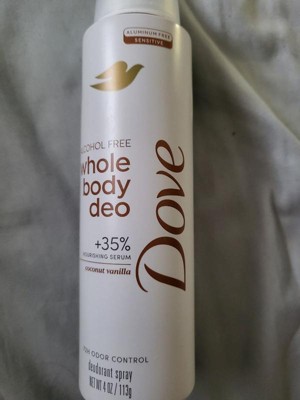 ALUMINUM FREE
SENSITIVE
ALCOHOL FREE
whole
body
deo
Dove
+35%
NOURISHING SERUM
coconut vanilla
ODOR CONTROL
deodorant spray
NET WT 4 OZ / 113g